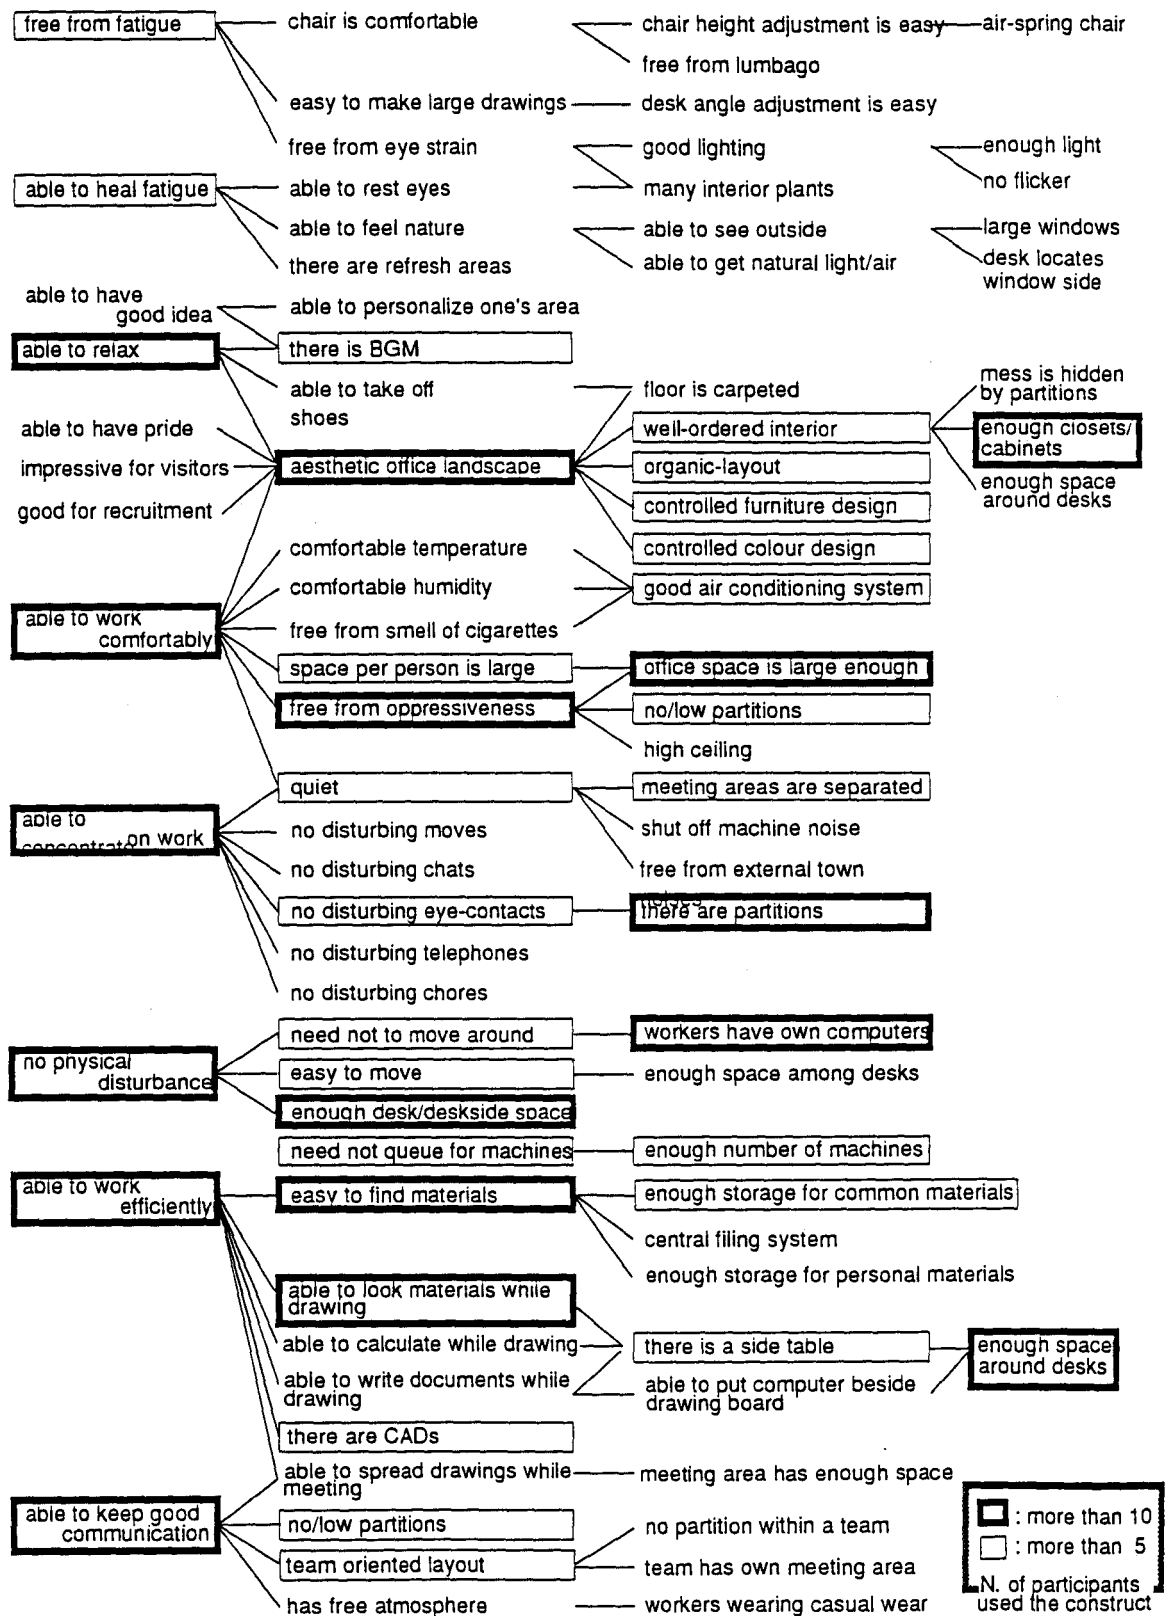 free from fatigue
chair is comfortable
chair height adjustment is easy
air-spring chair
free from lumbago
easy to make large drawings
desk angle adjustment is easy
free from eye strain
good lighting
enough light
no flicker
able to heal fatigue
able to rest eyes
many interior plants
able to feel nature
able to see outside
large windows
there are refresh areas
able to get natural light/air
desk locates
window side
able to have
good idea
able to personalize one's area
able to relax
there is BGM
able to take off
shoes
floor is carpeted
mess is hidden
by partitions
able to have pride
well-ordered interior
enough closets/
cabinets
impressive for visitors
aesthetic office landscape
organic-layout
enough space
around desks
good for recruitment
controlled furniture design
comfortable temperature
controlled colour design
comfortable humidity
good air conditioning system
able to work
comfortably
free from smell of cigarettes
space per person is large
office space is large enough
free from oppressiveness
no/low partitions
high ceiling
quiet
meeting areas are separated
able to
concentrate on work
no disturbing moves
shut off machine noise
no disturbing chats
free from external town
noises
no disturbing eye-contacts
there are partitions
no disturbing telephones
no disturbing chores
need not to move around
workers have own computers
no physical
disturbance
easy to move
enough space among desks
enough desk/deskside space
need not queue for machines
enough number of machines
able to work
efficiently
easy to find materials
enough storage for common materials
central filing system
enough storage for personal materials
able to look materials while
drawing
able to calculate while drawing
there is a side table
enough space
around desks
able to write documents while
drawing
able to put computer beside
drawing board
there are CADs
able to spread drawings while
meeting
meeting area has enough space
able to keep good
communication
no/low partitions
no partition within a team
team oriented layout
team has own meeting area
has free atmosphere
workers wearing casual wear
: more than 10
: more than 5
N. of participants
used the construct